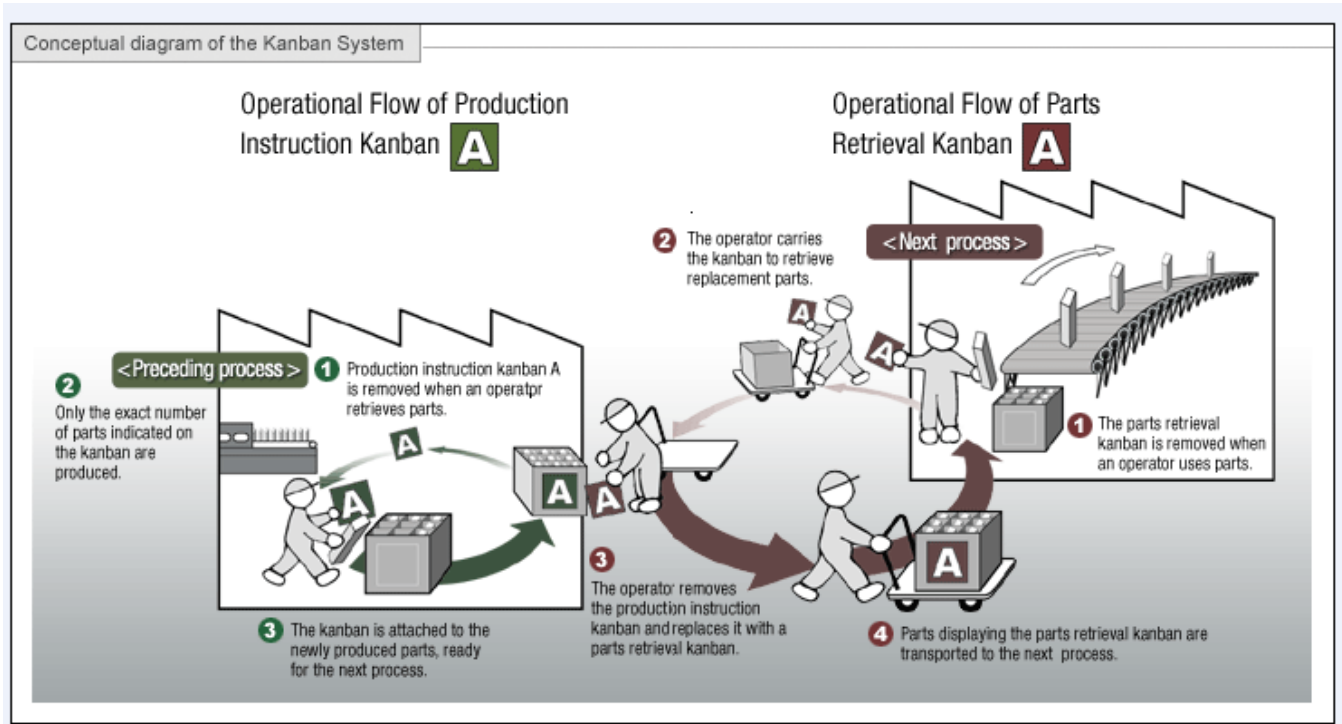 Conceptual diagram of the Kanban System
Operational Flow of Production
Instruction Kanban A
Operational Flow of Parts
Retrieval Kanban A
<Preceding process>
1 Production instruction kanban A
is removed when an operator
retrieves parts.
2
Only the exact number
of parts indicated on
the kanban are
produced.
A
A
A
A
3 The kanban is attached to the
newly produced parts, ready
for the next process.
<Next process>
1 The parts retrieval
kanban is removed when
an operator uses parts.
2 The operator carries
the kanban to retrieve
replacement parts.
A
A
3
The operator removes
the production instruction
kanban and replaces it with a
parts retrieval kanban.
A
4 Parts displaying the parts retrieval kanban are
transported to the next process.